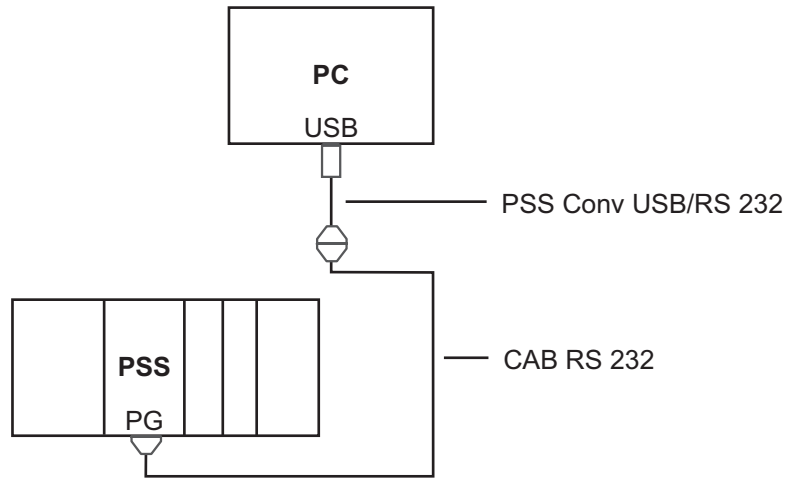 PC
USB
PSS Conv USB/RS 232
PSS
CAB RS 232
PG